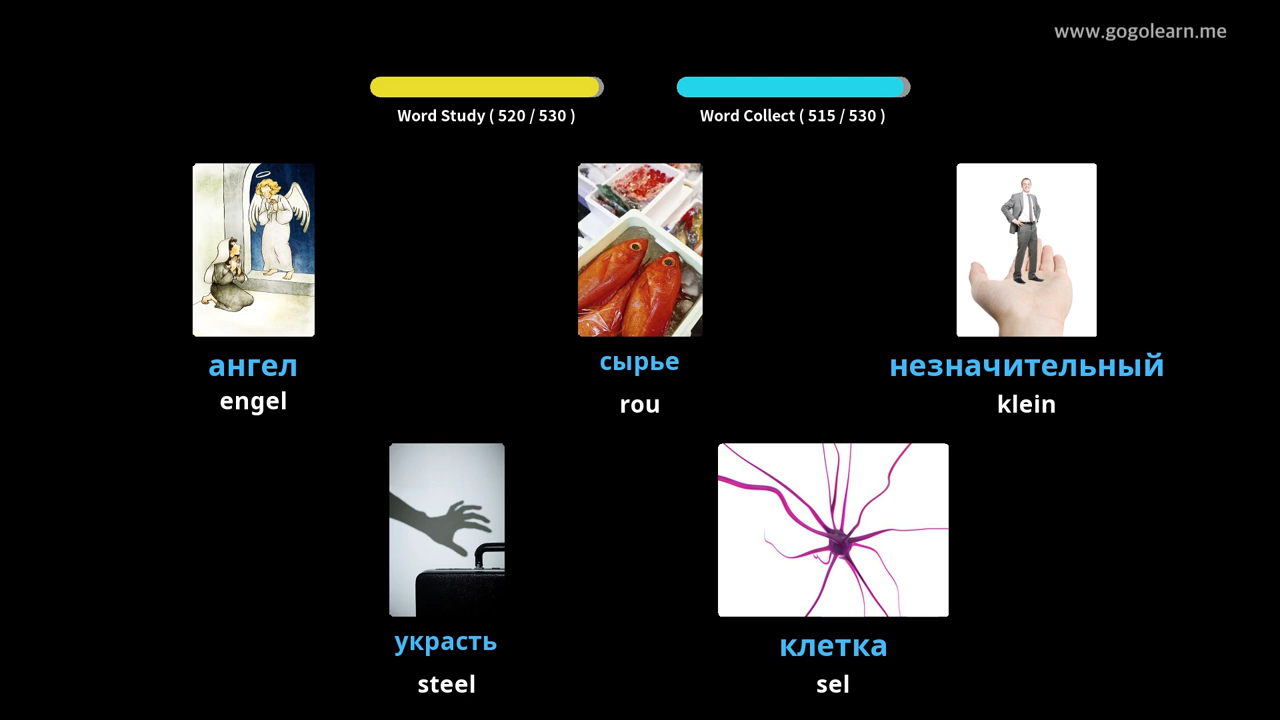 www.gogolearn.me
Word Study ( 520 / 530 )
Word Collect ( 515 / 530 )
ангел
engel
сырье
rou
незначительный
klein
украсть
steel
клетка
sel